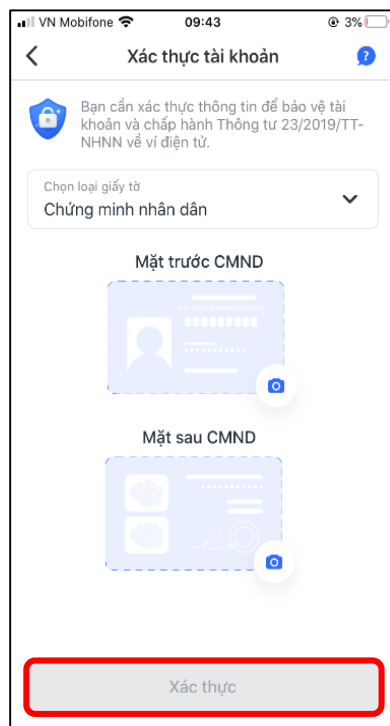 VN Mobifone 09:43 3%
Xác thực tài khoản
Bạn cần xác thực thông tin để bảo vệ tài
khoản và chấp hành Thông tư 23/2019/TT-
NHNN về ví điện tử.
Chọn loại giấy tờ
Chứng minh nhân dân
Mặt trước CMND
Mặt sau CMND
Xác thực